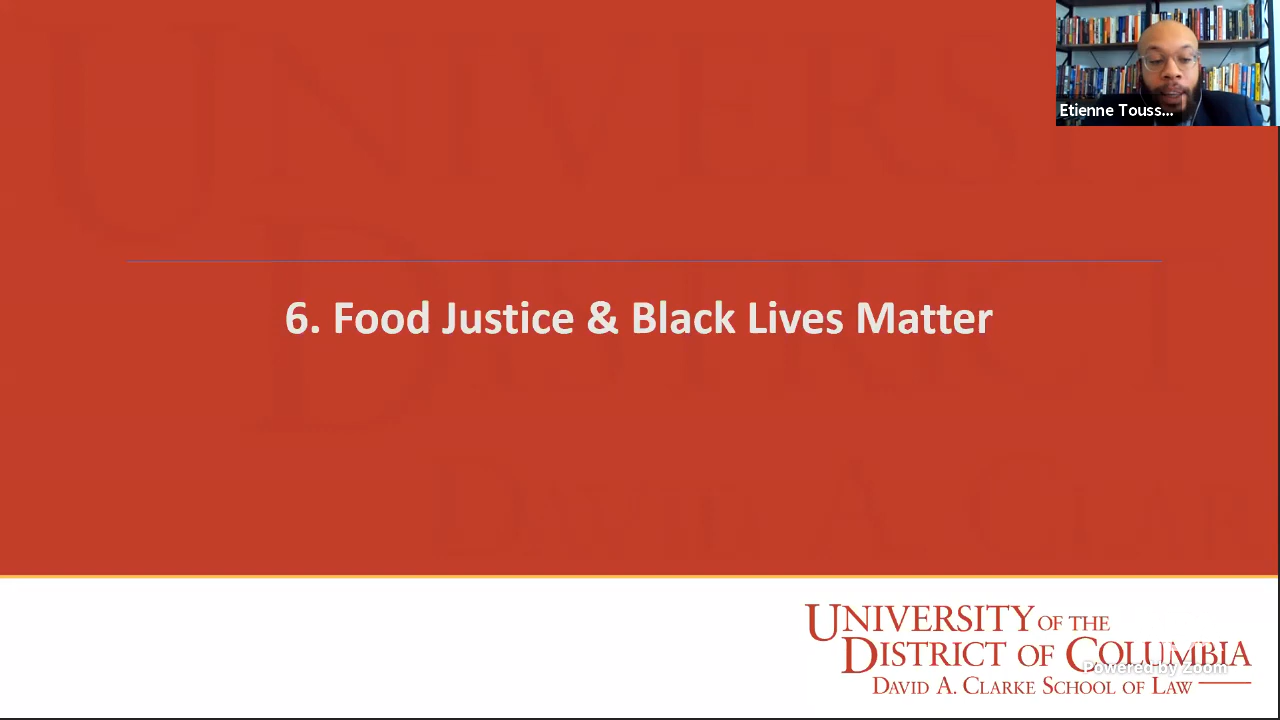 Etienne Touss...
6. Food Justice & Black Lives Matter
UNIVERSITY OF THE
DISTRICT OF COLUMBIA
DAVID A. CLARKE SCHOOL OF LAW
Powered by Zoom